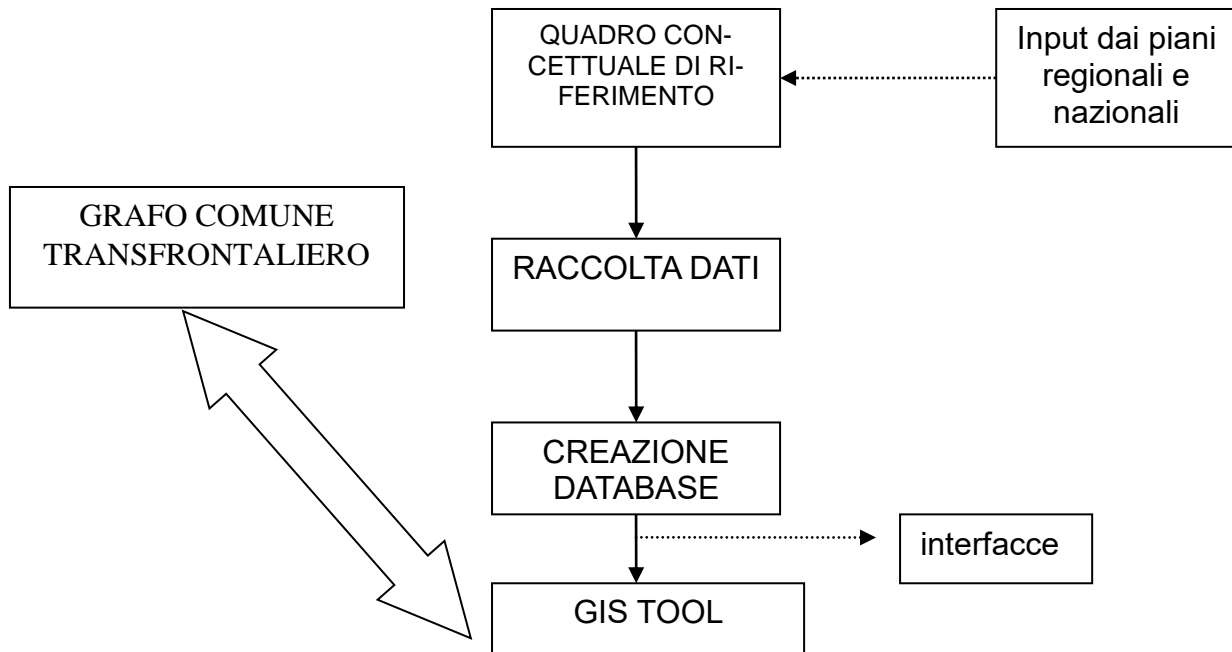 QUADRO CON-
CETTUALE DI RI-
FERIMENTO
Input dai piani
regionali e
nazionali
GRAFO COMUNE
TRANSFRONTALIERO
RACCOLTA DATI
CREAZIONE
DATABASE
interfacce
GIS TOOL